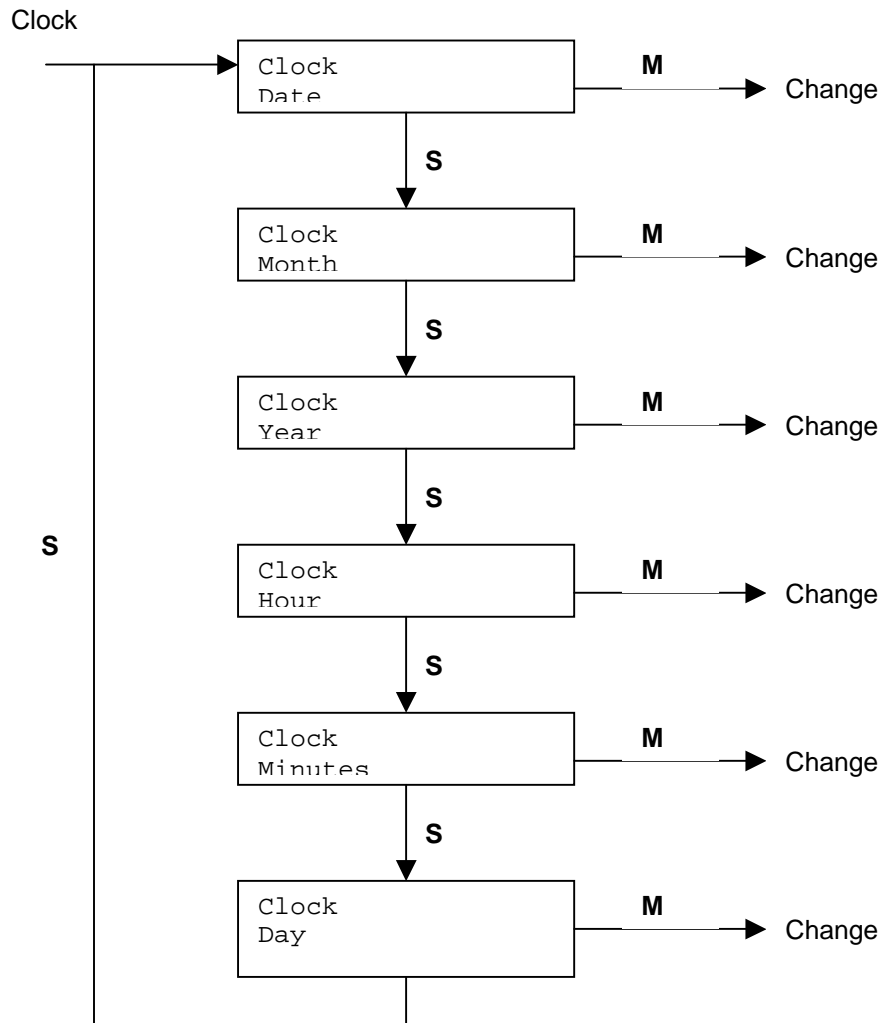 Clock
Clock
Date
M
Change
S
Clock
Month
M
Change
S
Clock
Year
M
Change
S
S
Clock
Hour
M
Change
S
Clock
Minutes
M
Change
S
Clock
Day
M
Change